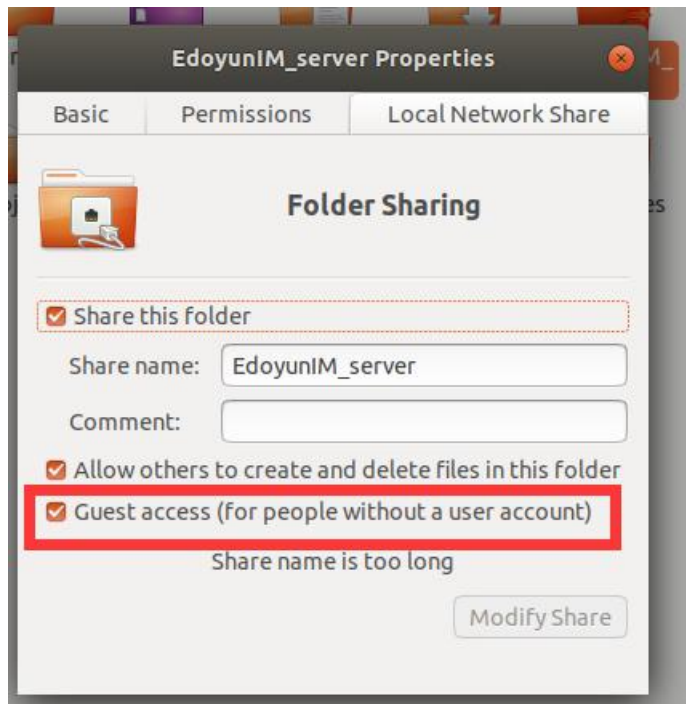 EdoyunIM_server Properties
Basic Permissions Local Network Share
Folder Sharing
Share this folder
Share name: EdoyunIM_server
Comment:
Allow others to create and delete files in this folder
Guest access (for people without a user account)
Share name is too long
Modify Share